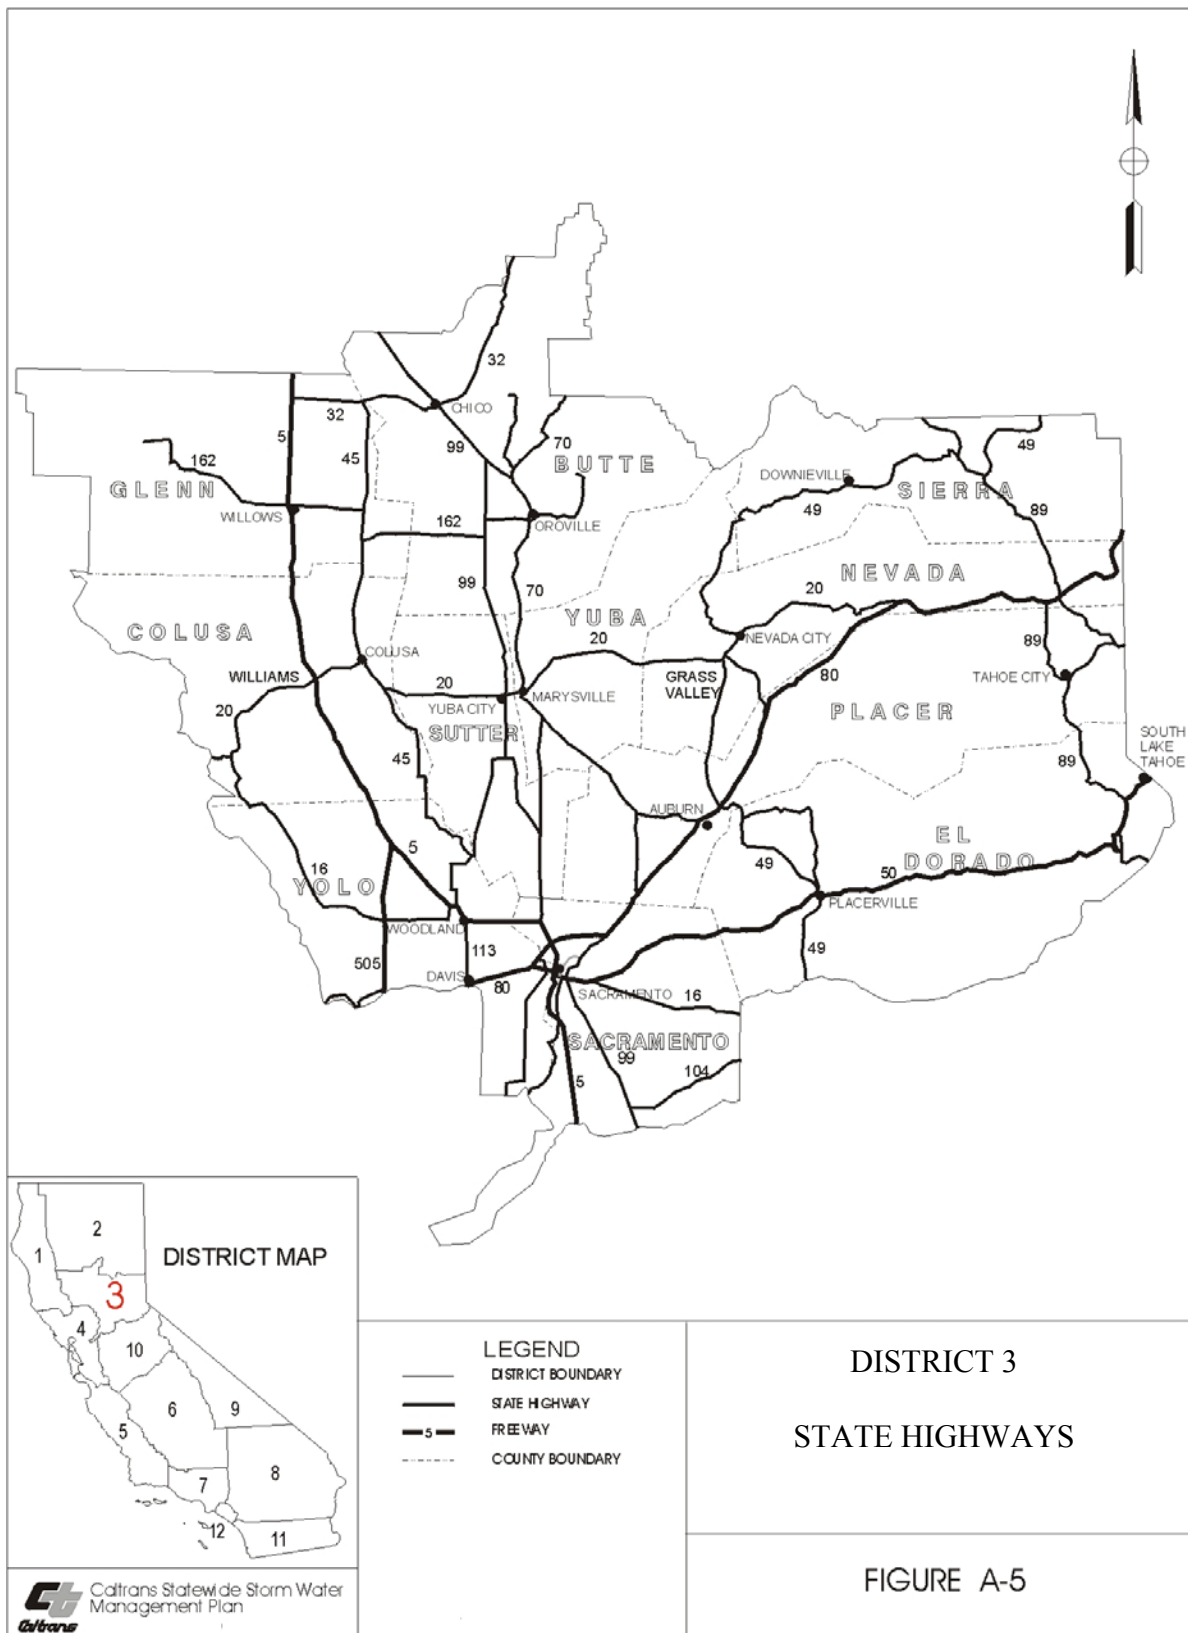 32
CHICO
32
5
45
99
70
49
162
BUTTE
GLENN
DOWNIEVILLE
SIERRA
WILLOWS
162
OROVILLE
49
89
99
70
NEVADA
20
YUBA
COLUSA
20
NEVADA CITY
COLUSA
89
WILLIAMS
GRASS
VALLEY
80
TAHOE CITY
20
20
YUBA CITY
MARYSVILLE
PLACER
SUTTER
SOUTH
LAKE
TAHOE
45
89
AUBURN
5
EL
DORADO
16
49
50
YOLO
PLACERVILLE
WOODLAND
113
49
505
DAVIS
80
SACRAMENTO
16
SACRAMENTO
99
104
5
DISTRICT MAP
1
2
3
4
10
5
6
9
7
8
12
11
LEGEND
DISTRICT BOUNDARY
STATE HIGHWAY
5
FREEWAY
COUNTY BOUNDARY
DISTRICT 3
STATE HIGHWAYS
FIGURE A-5
Caltrans Statewide Storm Water
Management Plan
Caltrans